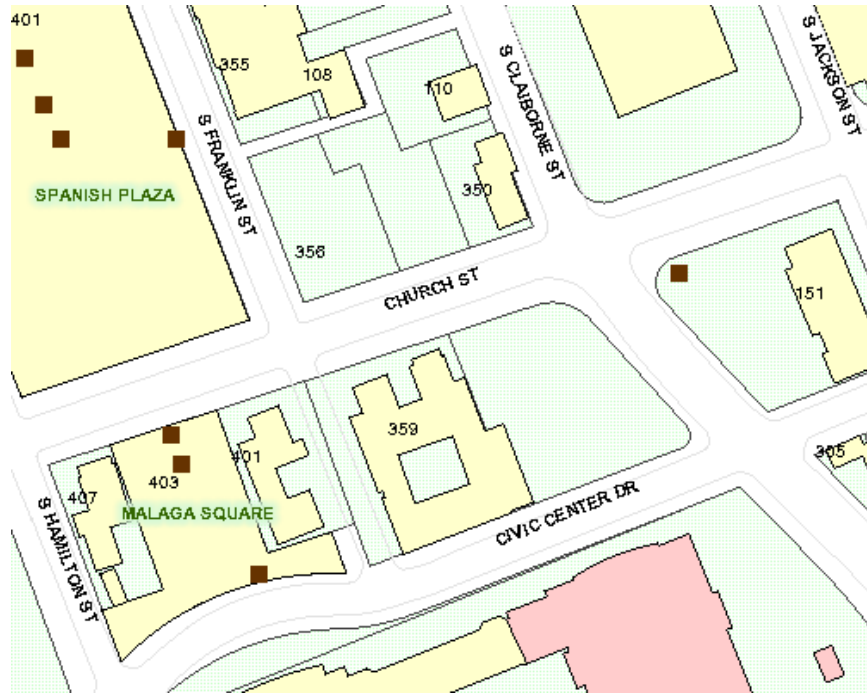 401
355
108
110
S CLAIBORNE ST
S JACKSON ST
S FRANKLIN ST
SPANISH PLAZA
350
356
CHURCH ST
151
359
401
403
407
MALAGA SQUARE
305
CIVIC CENTER DR
S HAMILTON ST